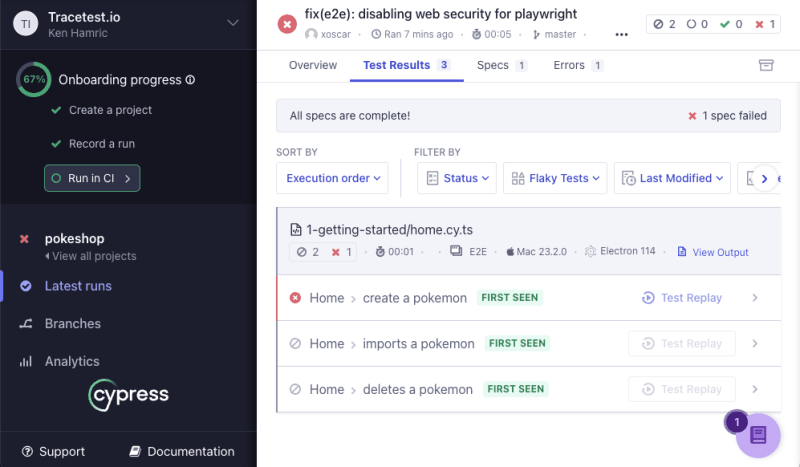 TI
Tracetest.io
Ken Hamric
67%
Onboarding progress
Create a project
Record a run
Run in CI
pokeshop
View all projects
Latest runs
Branches
Analytics
cypress
Support
Documentation
fix(e2e): disabling web security for playwright
xoscar · Ran 7 mins ago · 00:05 · master · ...
2 0 0 1
Overview Test Results 3 Specs 1 Errors 1
All specs are complete! 1 spec failed
SORT BY FILTER BY
Execution order Status Flaky Tests Last Modified
1-getting-started/home.cy.ts
2 1 · 00:01 · · E2E · Mac 23.2.0 · Electron 114 · View Output
Home > create a pokemon FIRST SEEN Test Replay
Home > imports a pokemon FIRST SEEN Test Replay
Home > deletes a pokemon FIRST SEEN Test Replay
1